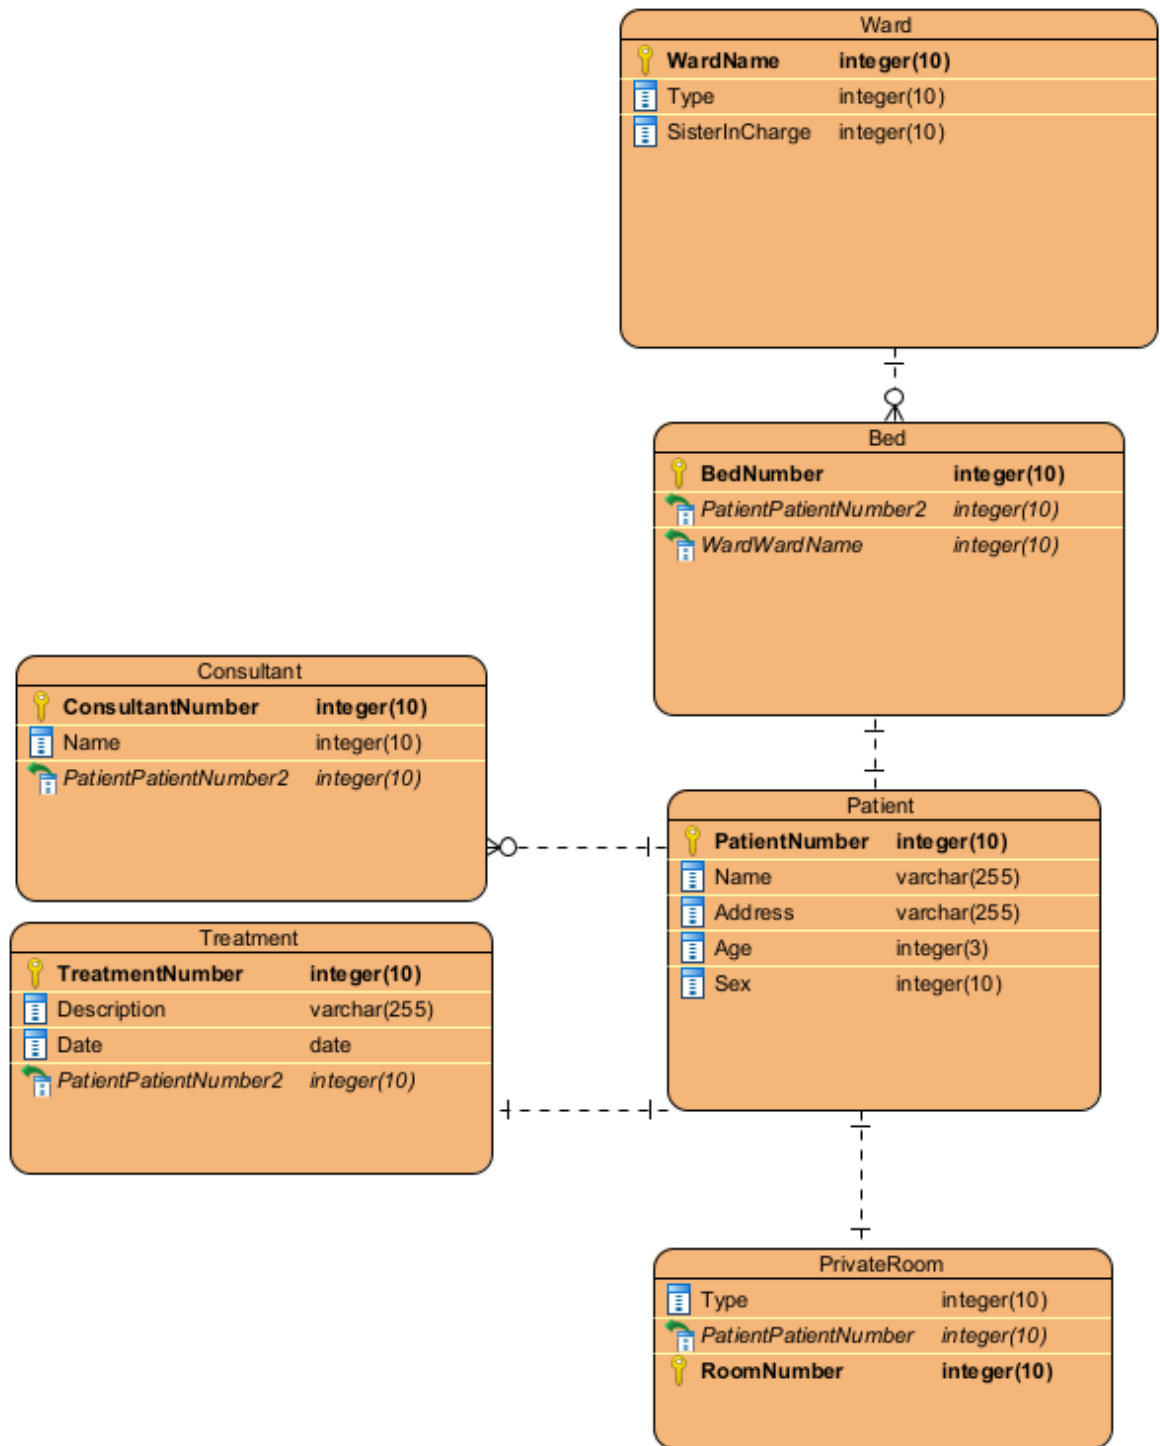 Ward
WardName integer(10)
Type integer(10)
SisterInCharge integer(10)
Bed
BedNumber integer(10)
PatientPatientNumber2 integer(10)
WardWardName integer(10)
Consultant
ConsultantNumber integer(10)
Name integer(10)
PatientPatientNumber2 integer(10)
Patient
PatientNumber integer(10)
Name varchar(255)
Address varchar(255)
Age integer(3)
Sex integer(10)
Treatment
TreatmentNumber integer(10)
Description varchar(255)
Date date
PatientPatientNumber2 integer(10)
PrivateRoom
Type integer(10)
PatientPatientNumber integer(10)
RoomNumber integer(10)